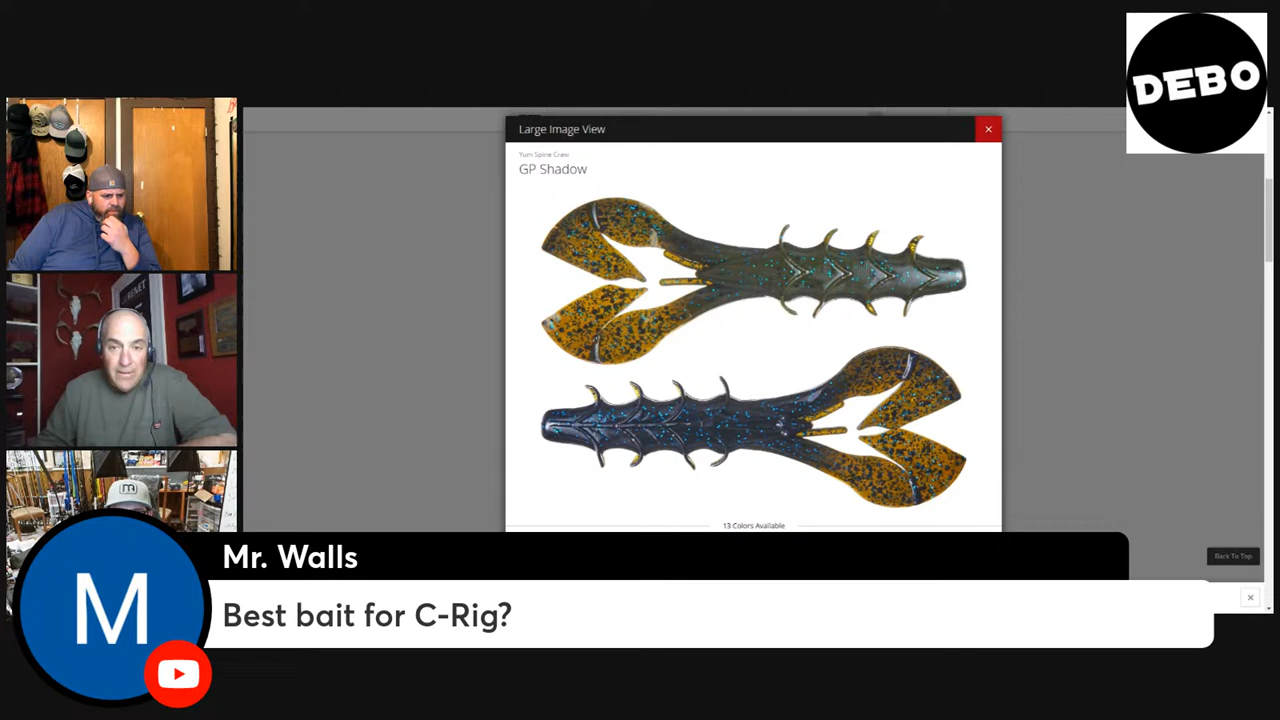 DEBO
Large Image View
Yum Spine Craw
GP Shadow
13 Colors Available
Back To Top
M
Mr. Walls
Best bait for C-Rig?